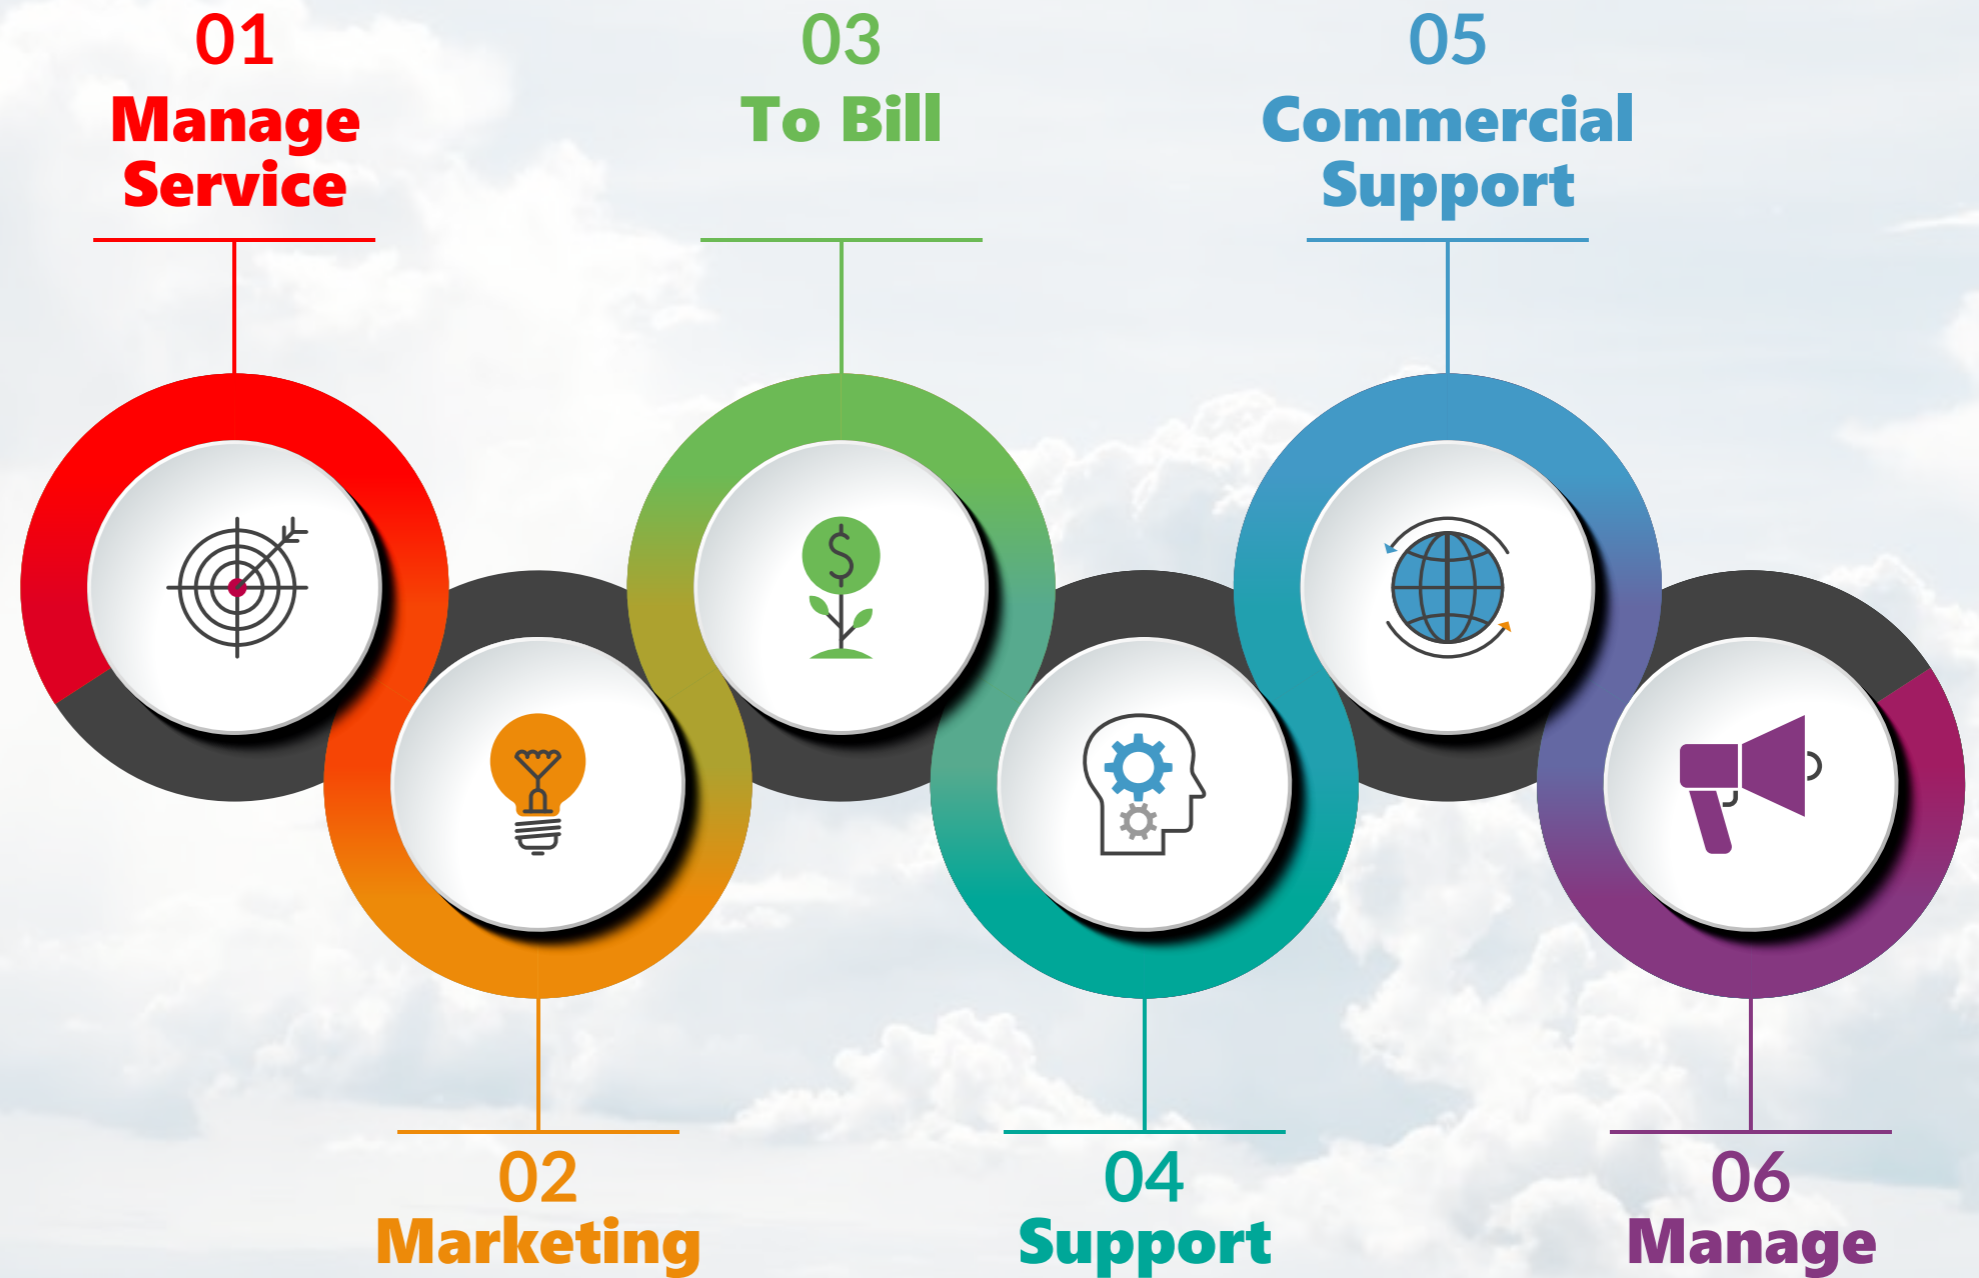 01
Manage
Service
02
Marketing
03
To Bill
04
Support
05
Commercial
Support
06
Manage